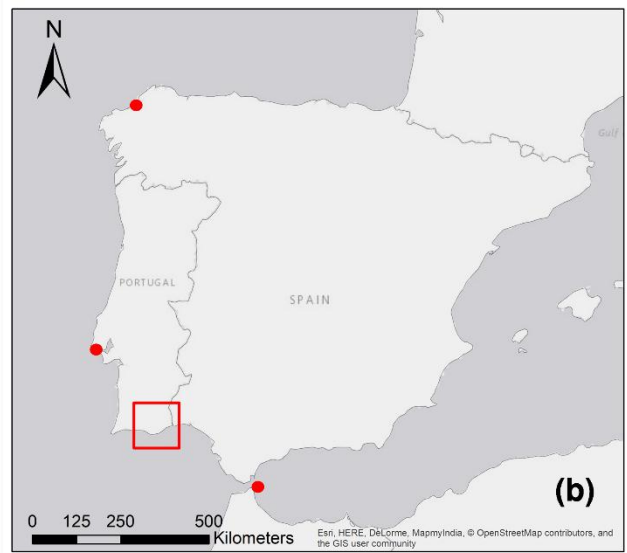 N
Gulf
PORTUGAL
SPAIN
(b)
0 125 250 500
Kilometers
Esri, HERE, DeLorme, MapmyIndia, © OpenStreetMap contributors, and
the GIS user community